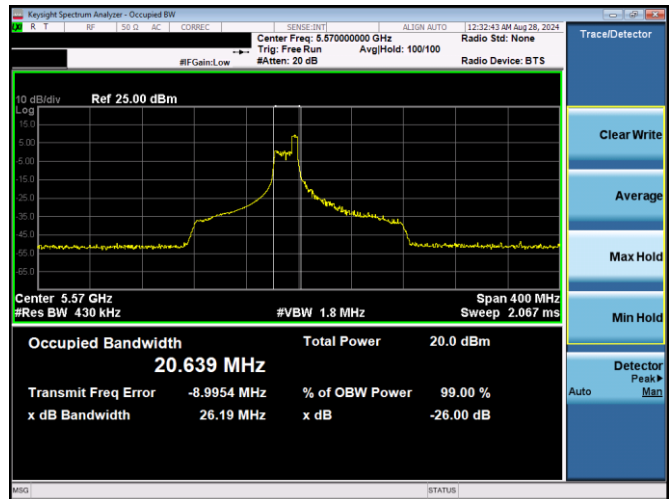 Keysight Spectrum Analyzer - Occupied BW
R T RF 50 Ω AC CORREC SENSE:INT ALIGN AUTO 12:32:43 AM Aug 28, 2024
Center Freq: 5.570000000 GHz Radio Std: None
Trig: Free Run Avg|Hold: 100/100
#IFGain:Low #Atten: 20 dB Radio Device: BTS
Trace/Detector
10 dB/div Ref 25.00 dBm
Log
15.0
5.00
-5.00
-15.0
-25.0
-35.0
-45.0
-55.0
-65.0
Center 5.57 GHz Span 400 MHz
#Res BW 430 kHz #VBW 1.8 MHz Sweep 2.067 ms
Occupied Bandwidth Total Power 20.0 dBm
20.639 MHz
Transmit Freq Error -8.9954 MHz % of OBW Power 99.00 %
x dB Bandwidth 26.19 MHz x dB -26.00 dB
Clear Write
Average
Max Hold
Min Hold
Detector
Peak▶
Auto Man
MSG STATUS